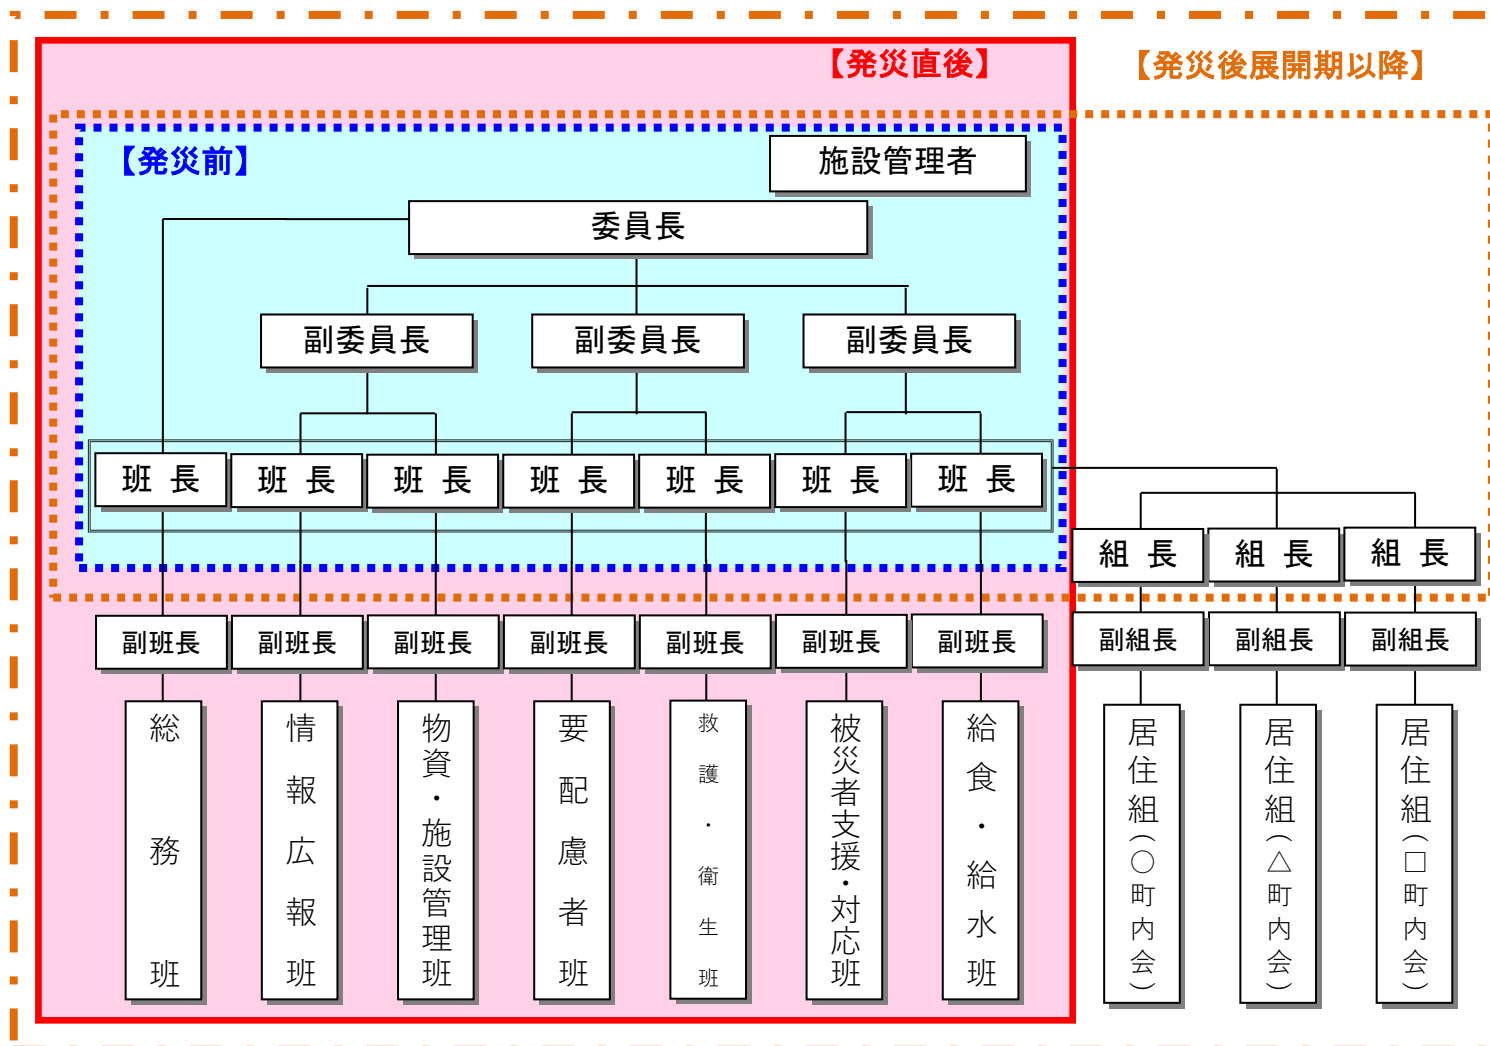 【発災直後】
【発災後展開期以降】
【発災前】
施設管理者
委員長
副委員長
副委員長
副委員長
班 長
班 長
班 長
班 長
班 長
班 長
班 長
組 長
組 長
組 長
副班長
副班長
副班長
副班長
副班長
副班長
副班長
副組長
副組長
副組長
総務班
情報広報班
物資・施設管理班
要配慮者班
救護・衛生班
被災者支援・対応班
給食・給水班
居住組(○町内会)
居住組(△町内会)
居住組(□町内会)